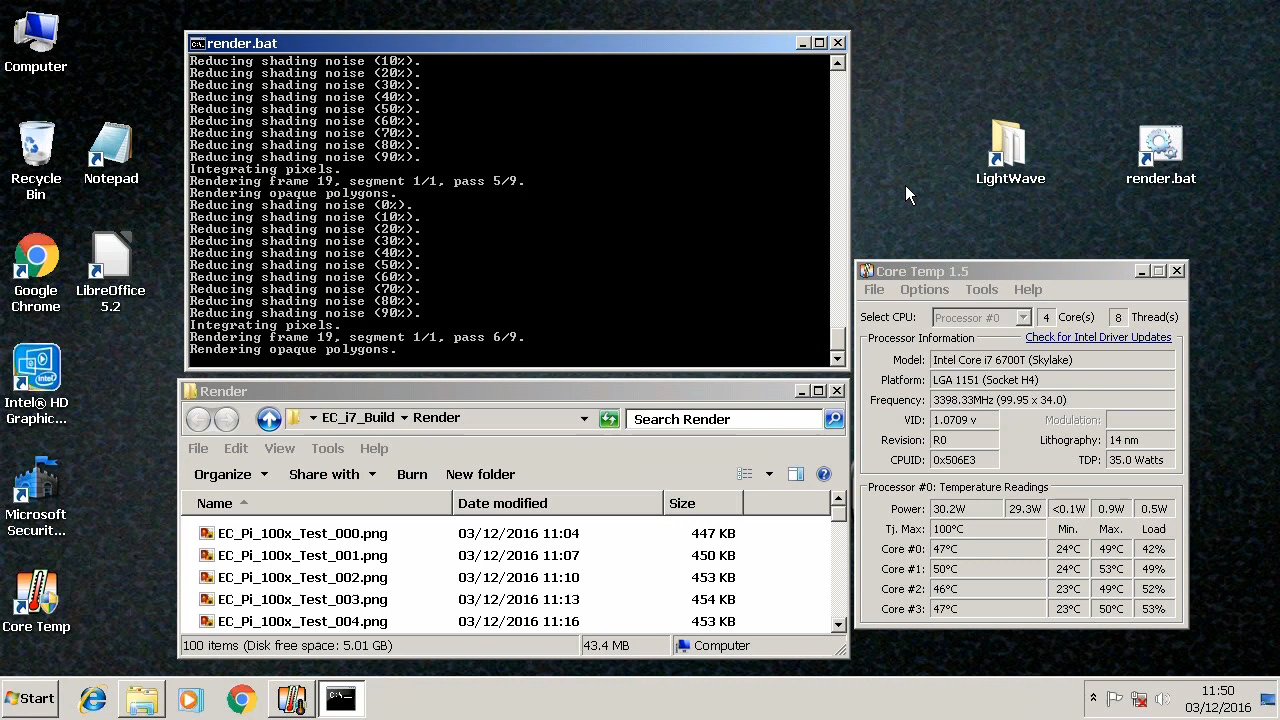 Computer
Recycle
Bin
Notepad
Google
Chrome
LibreOffice
5.2
Intel® HD
Graphic...
Microsoft
Securit...
Core Temp
render.bat
Reducing shading noise (10%).
Reducing shading noise (20%).
Reducing shading noise (30%).
Reducing shading noise (40%).
Reducing shading noise (50%).
Reducing shading noise (60%).
Reducing shading noise (70%).
Reducing shading noise (80%).
Reducing shading noise (90%).
Integrating pixels.
Rendering frame 19, segment 1/1, pass 5/9.
Rendering opaque polygons.
Reducing shading noise (0%).
Reducing shading noise (10%).
Reducing shading noise (20%).
Reducing shading noise (30%).
Reducing shading noise (40%).
Reducing shading noise (50%).
Reducing shading noise (60%).
Reducing shading noise (70%).
Reducing shading noise (80%).
Reducing shading noise (90%).
Integrating pixels.
Rendering frame 19, segment 1/1, pass 6/9.
Rendering opaque polygons.
LightWave
render.bat
Render
EC_i7_Build Render Search Render
File Edit View Tools Help
Organize Share with Burn New folder
Name Date modified Size
EC_Pi_100x_Test_000.png 03/12/2016 11:04 447 KB
EC_Pi_100x_Test_001.png 03/12/2016 11:07 450 KB
EC_Pi_100x_Test_002.png 03/12/2016 11:10 453 KB
EC_Pi_100x_Test_003.png 03/12/2016 11:13 454 KB
EC_Pi_100x_Test_004.png 03/12/2016 11:16 453 KB
100 items (Disk free space: 5.01 GB) 43.4 MB Computer
Core Temp 1.5
File Options Tools Help
Select CPU: Processor #0 4 Core(s) 8 Thread(s)
Processor Information Check for Intel Driver Updates
Model: Intel Core i7 6700T (Skylake)
Platform: LGA 1151 (Socket H4)
Frequency: 3398.33MHz (99.95 x 34.0)
VID: 1.0709 v Modulation:
Revision: R0 Lithography: 14 nm
CPUID: 0x506E3 TDP: 35.0 Watts
Processor #0: Temperature Readings
Power: 30.2W 29.3W <0.1W 0.9W 0.5W
Tj. Max: 100°C Min. Max. Load
Core #0: 47°C 24°C 49°C 42%
Core #1: 50°C 24°C 53°C 49%
Core #2: 46°C 23°C 49°C 52%
Core #3: 47°C 23°C 50°C 53%
Start
11:50
03/12/2016